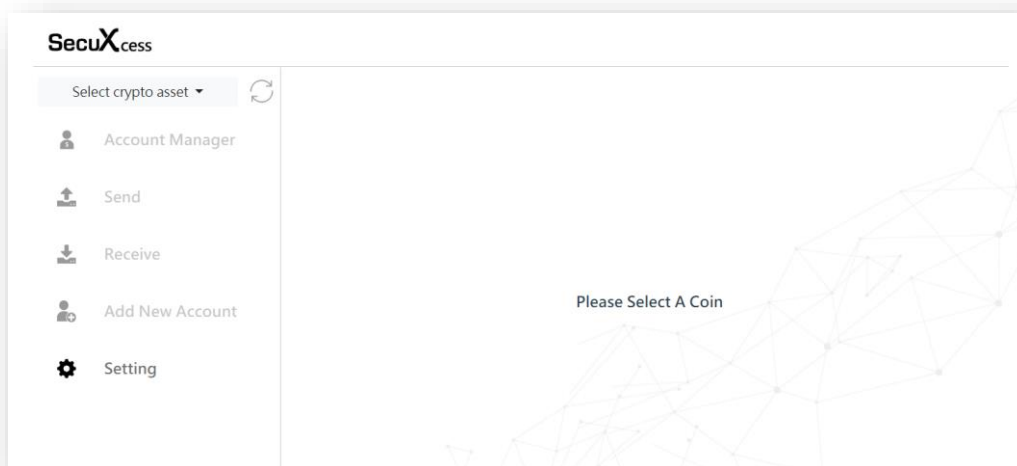 SecuXcess
Select crypto asset
Account Manager
Send
Receive
Add New Account
Setting
Please Select A Coin